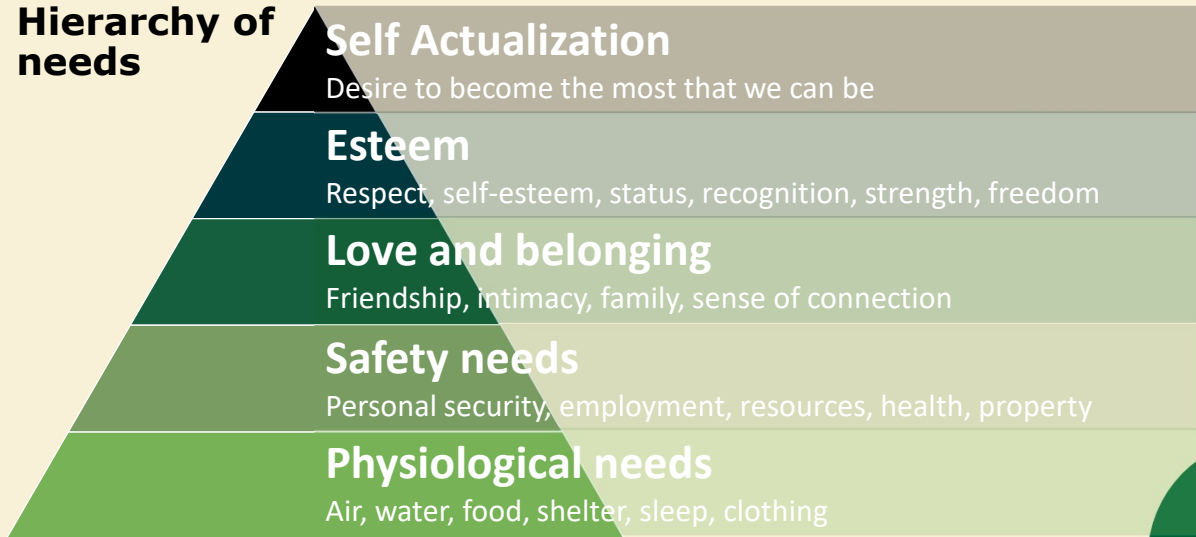 Hierarchy of
needs
Self Actualization
Desire to become the most that we can be
Esteem
Respect, self-esteem, status, recognition, strength, freedom
Love and belonging
Friendship, intimacy, family, sense of connection
Safety needs
Personal security, employment, resources, health, property
Physiological needs
Air, water, food, shelter, sleep, clothing